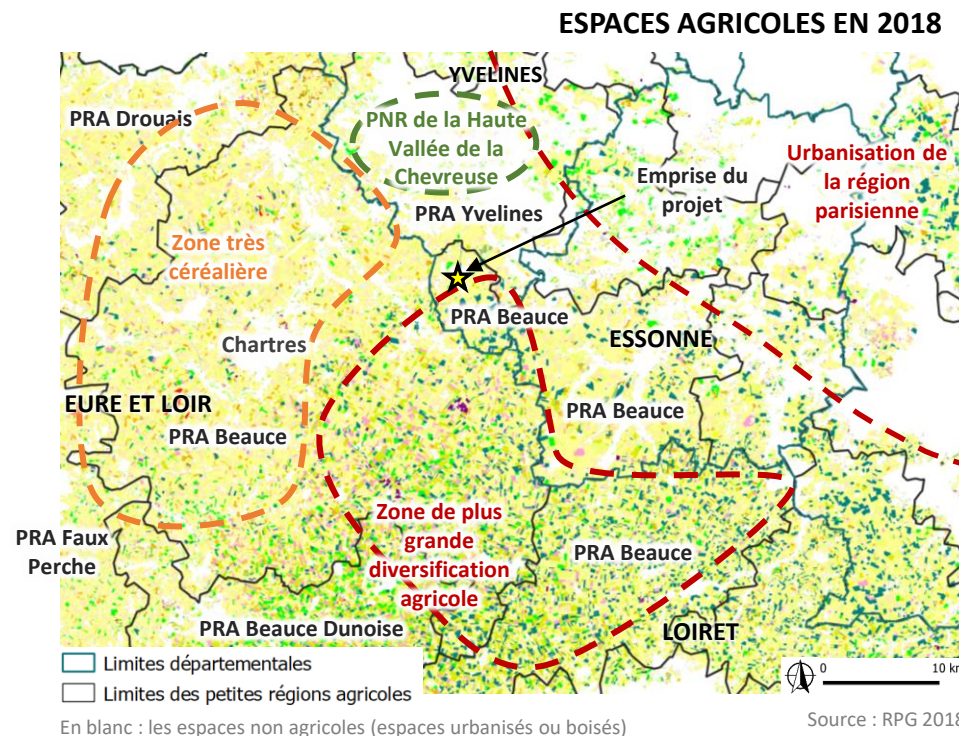 ESPACES AGRICOLES EN 2018
YVELINES
PRA Drouais
PNR de la Haute
Vallée de la
Chevreuse
Urbanisation de
la région
parisienne
Emprise du
projet
PRA Yvelines
Zone très
céréalière
PRA Beauce
Chartres
ESSONNE
EURE ET LOIR
PRA Beauce
PRA Beauce
Zone de plus
grande
diversification
agricole
PRA Faux
Perche
PRA Beauce
PRA Beauce Dunoise
LOIRET
Limites départementales
Limites des petites régions agricoles
0 10 km
En blanc : les espaces non agricoles (espaces urbanisés ou boisés)
Source : RPG 2018